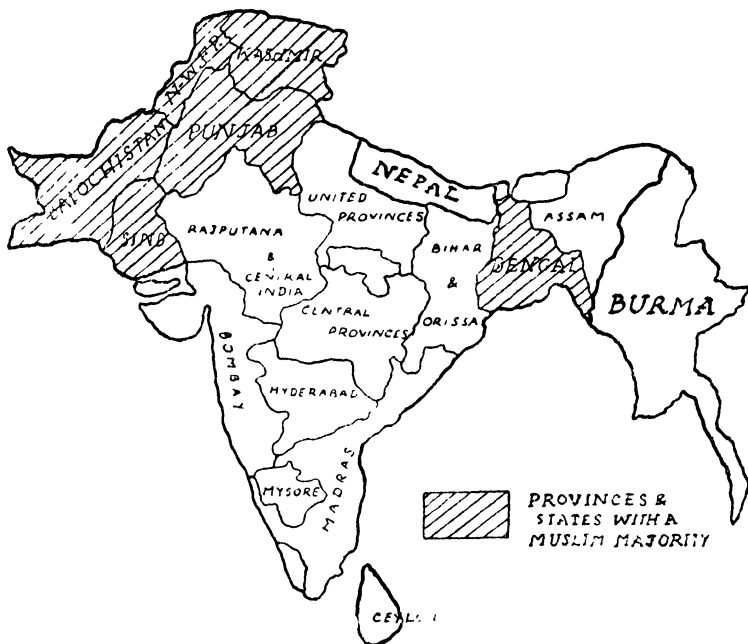 KASHMIR
N-W.F.P.
PUNJAB
BALOCHISTAN
SIND
NEPAL
UNITED
PROVINCES
RAJPUTANA
&
CENTRAL
INDIA
BIHAR
&
ORISSA
BENGAL
ASSAM
BURMA
CENTRAL
PROVINCES
BOMBAY
HYDERABAD
MYSORE
MADRAS
PROVINCES &
STATES WITH A
MUSLIM MAJORITY